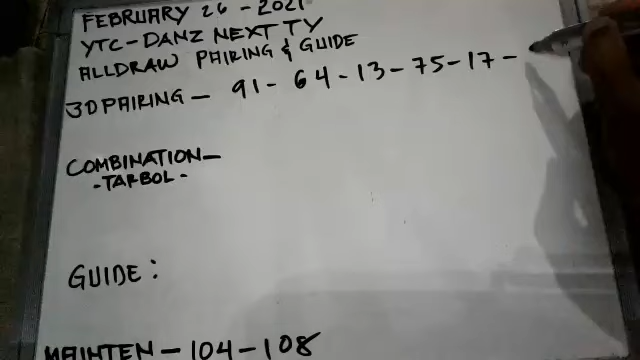 FEBRUARY 26-2021
YTC-DANZ NEXT TY
ALLDRAW PAIRING & GUIDE
3D PAIRING - 91- 64-13-75-17-
COMBINATION-
-TARBOL-
GUIDE:
MAINTEN-104-108